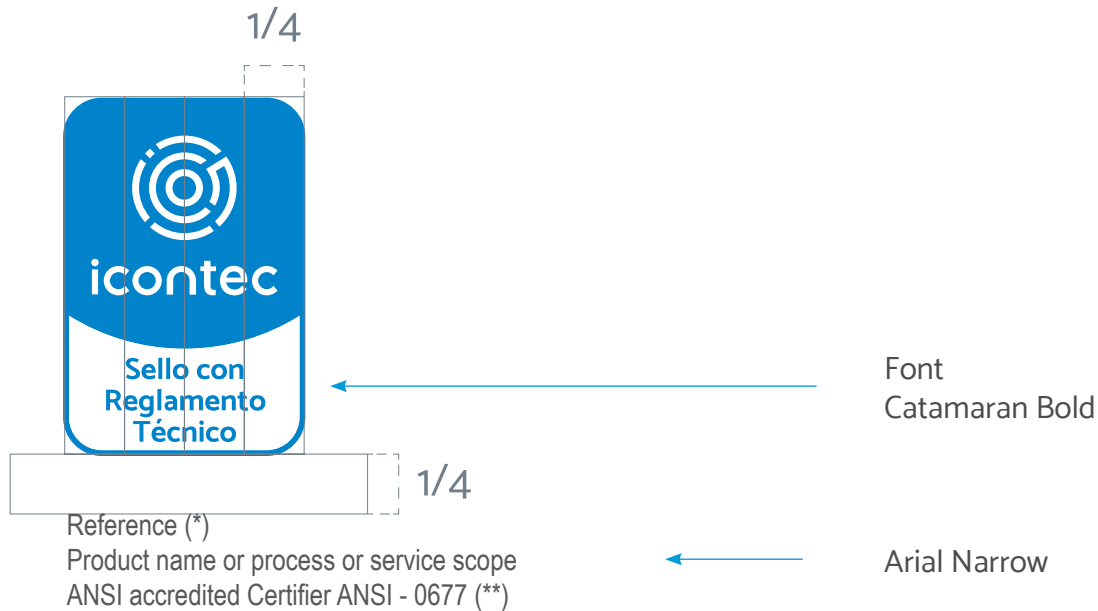 1/4
icontec
Sello con
Reglamento
Técnico
Font
Catamaran Bold
1/4
Reference (*)
Product name or process or service scope
ANSI accredited Certifier ANSI - 0677 (**)
Arial Narrow